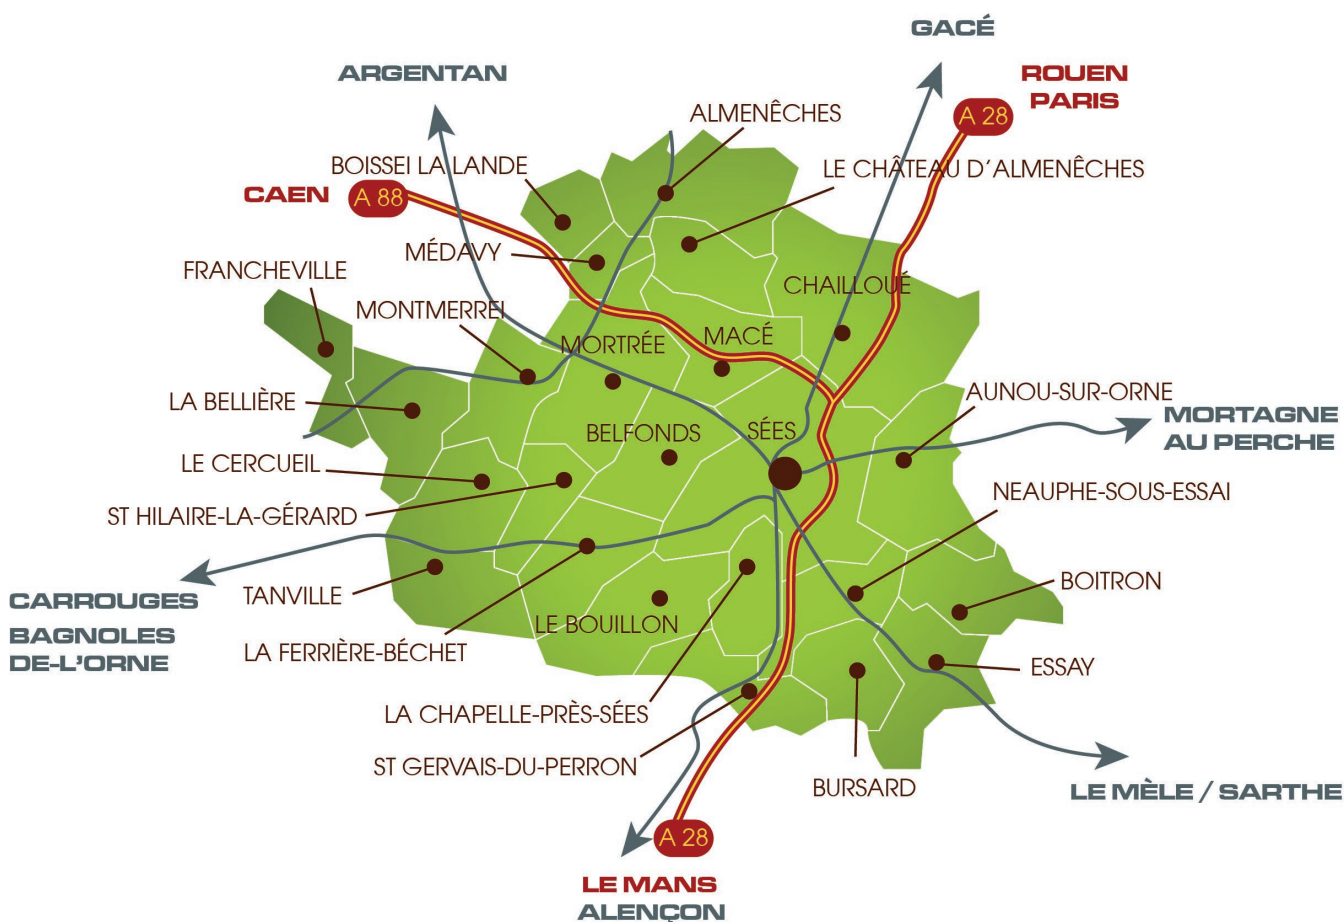 GACÉ
ARGENTAN
ROUEN
PARIS
A 28
ALMENÊCHES
BOISSEI LA LANDE
LE CHÂTEAU D'ALMENÊCHES
CAEN
A 88
MÉDAVY
FRANCHEVILLE
CHAILLOUÉ
MONTMERREI
MORTRÉE
MACÉ
AUNOU-SUR-ORNE
LA BELLIÈRE
MORTAGNE
AU PERCHE
BELFONDS
SÉES
LE CERCUEIL
NEAUPHE-SOUS-ESSAI
ST HILAIRE-LA-GÉRARD
BOITRON
CARROUGES
BAGNOLES
DE-L'ORNE
TANVILLE
LE BOUILLON
LA FERRIÈRE-BÉCHET
ESSAY
LA CHAPELLE-PRÈS-SÉES
ST GERVAIS-DU-PERRON
BURSARD
LE MÈLE / SARTHE
A 28
LE MANS
ALENÇON